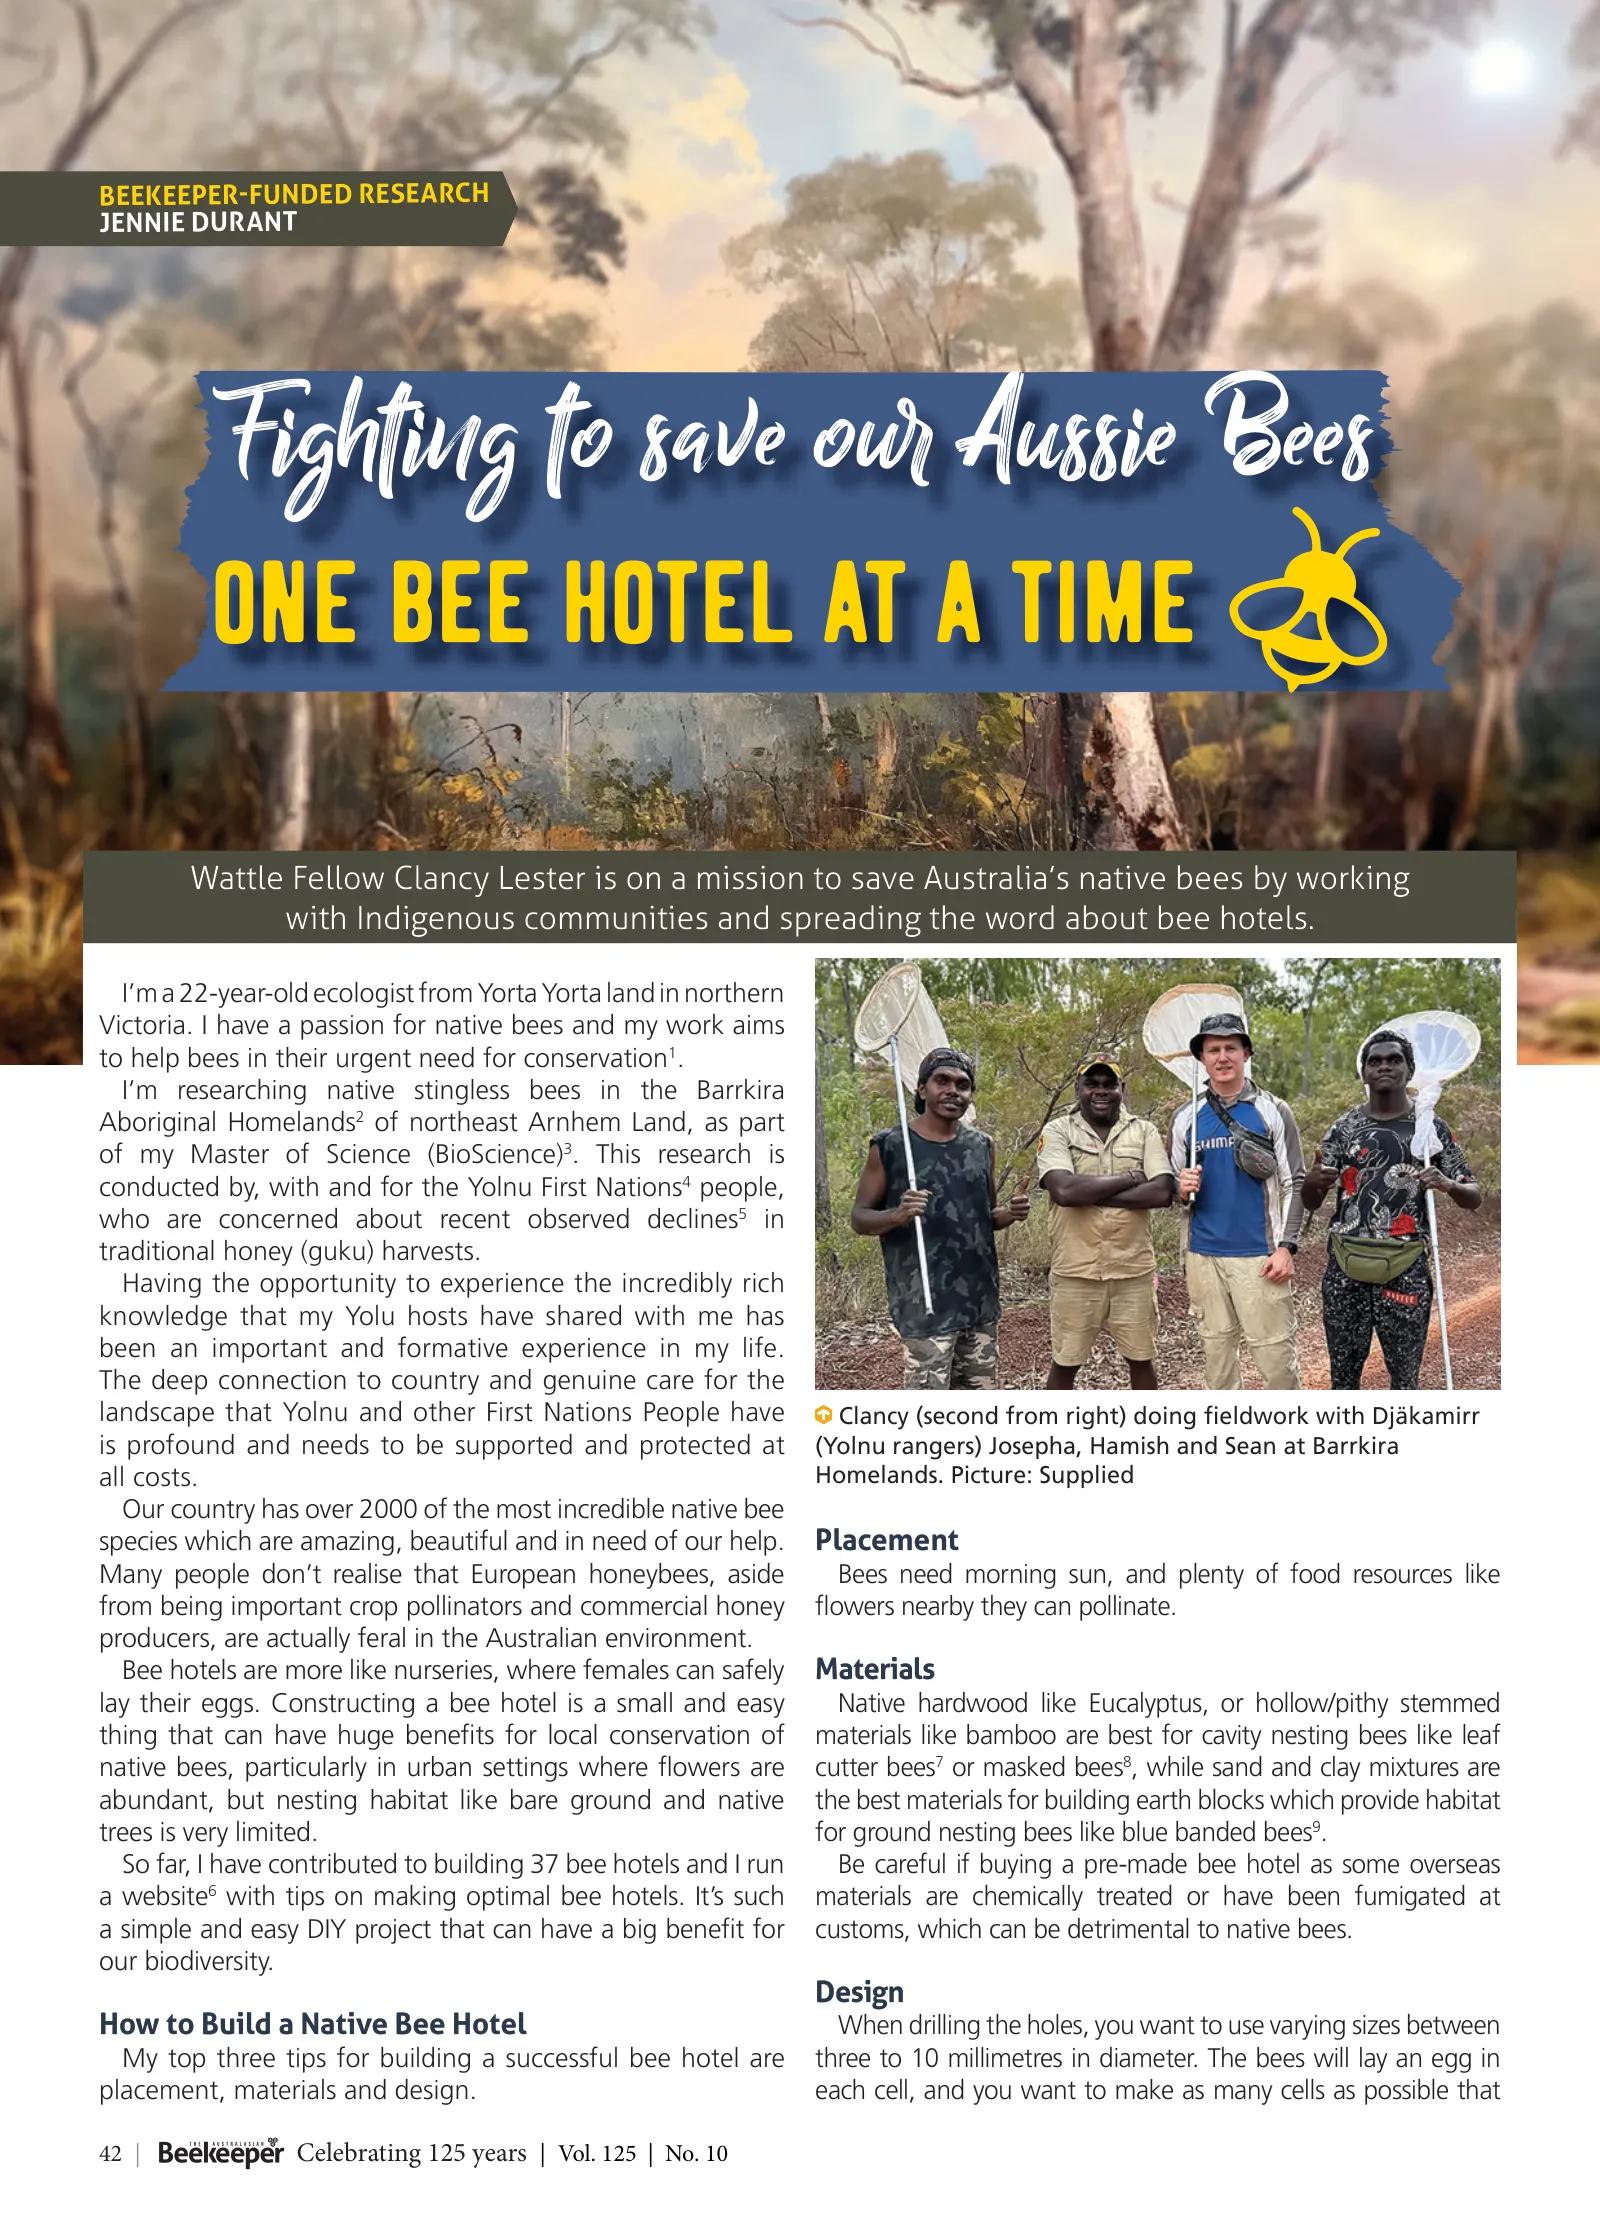 BEEKEEPER-FUNDED RESEARCH
JENNIE DURANT
Fighting to save our Aussie Bees
ONE BEE HOTEL AT A TIME
Wattle Fellow Clancy Lester is on a mission to save Australia's native bees by working
with Indigenous communities and spreading the word about bee hotels.
I'm a 22-year-old ecologist from Yorta Yorta land in northern
Victoria. I have a passion for native bees and my work aims
to help bees in their urgent need for conservation¹.
I'm researching native stingless bees in the Barrkira
Aboriginal Homelands² of northeast Arnhem Land, as part
of my Master of Science (BioScience)³. This research is
conducted by, with and for the Yolnu First Nations⁴ people,
who are concerned about recent observed declines⁵ in
traditional honey (guku) harvests.
Having the opportunity to experience the incredibly rich
knowledge that my Yolu hosts have shared with me has
been an important and formative experience in my life.
The deep connection to country and genuine care for the
landscape that Yolnu and other First Nations People have
is profound and needs to be supported and protected at
all costs.
Our country has over 2000 of the most incredible native bee
species which are amazing, beautiful and in need of our help.
Many people don't realise that European honeybees, aside
from being important crop pollinators and commercial honey
producers, are actually feral in the Australian environment.
Bee hotels are more like nurseries, where females can safely
lay their eggs. Constructing a bee hotel is a small and easy
thing that can have huge benefits for local conservation of
native bees, particularly in urban settings where flowers are
abundant, but nesting habitat like bare ground and native
trees is very limited.
So far, I have contributed to building 37 bee hotels and I run
a website⁶ with tips on making optimal bee hotels. It's such
a simple and easy DIY project that can have a big benefit for
our biodiversity.
How to Build a Native Bee Hotel
My top three tips for building a successful bee hotel are
placement, materials and design.
SHIMA
Clancy (second from right) doing fieldwork with Djäkamirr
(Yolnu rangers) Josepha, Hamish and Sean at Barrkira
Homelands. Picture: Supplied
Placement
Bees need morning sun, and plenty of food resources like
flowers nearby they can pollinate.
Materials
Native hardwood like Eucalyptus, or hollow/pithy stemmed
materials like bamboo are best for cavity nesting bees like leaf
cutter bees⁷ or masked bees⁸, while sand and clay mixtures are
the best materials for building earth blocks which provide habitat
for ground nesting bees like blue banded bees⁹.
Be careful if buying a pre-made bee hotel as some overseas
materials are chemically treated or have been fumigated at
customs, which can be detrimental to native bees.
Design
When drilling the holes, you want to use varying sizes between
three to 10 millimetres in diameter. The bees will lay an egg in
each cell, and you want to make as many cells as possible that
42 | THE AUSTRALASIAN Beekeeper Celebrating 125 years | Vol. 125 | No. 10